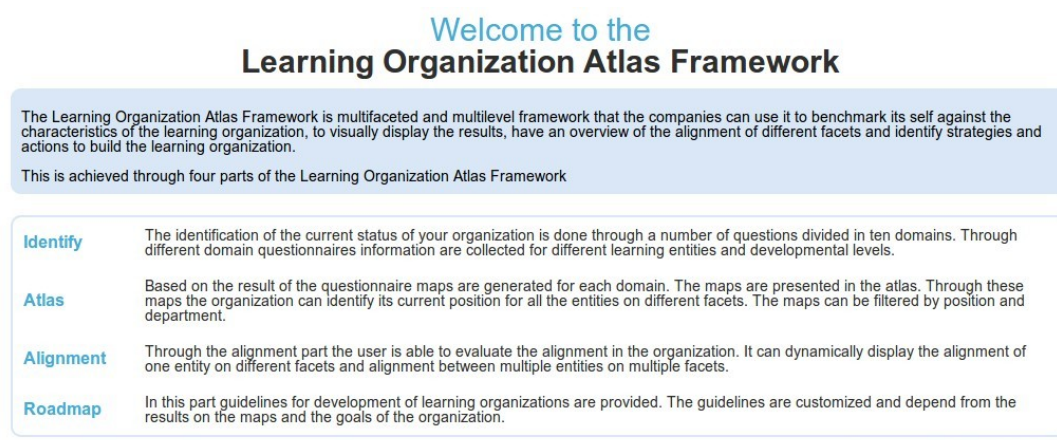 Welcome to the
Learning Organization Atlas Framework
The Learning Organization Atlas Framework is multifaceted and multilevel framework that the companies can use it to benchmark its self against the
characteristics of the learning organization, to visually display the results, have an overview of the alignment of different facets and identify strategies and
actions to build the learning organization.
This is achieved through four parts of the Learning Organization Atlas Framework
Identify
The identification of the current status of your organization is done through a number of questions divided in ten domains. Through
different domain questionnaires information are collected for different learning entities and developmental levels.
Atlas
Based on the result of the questionnaire maps are generated for each domain. The maps are presented in the atlas. Through these
maps the organization can identify its current position for all the entities on different facets. The maps can be filtered by position and
department.
Alignment
Through the alignment part the user is able to evaluate the alignment in the organization. It can dynamically display the alignment of
one entity on different facets and alignment between multiple entities on multiple facets.
Roadmap
In this part guidelines for development of learning organizations are provided. The guidelines are customized and depend from the
results on the maps and the goals of the organization.